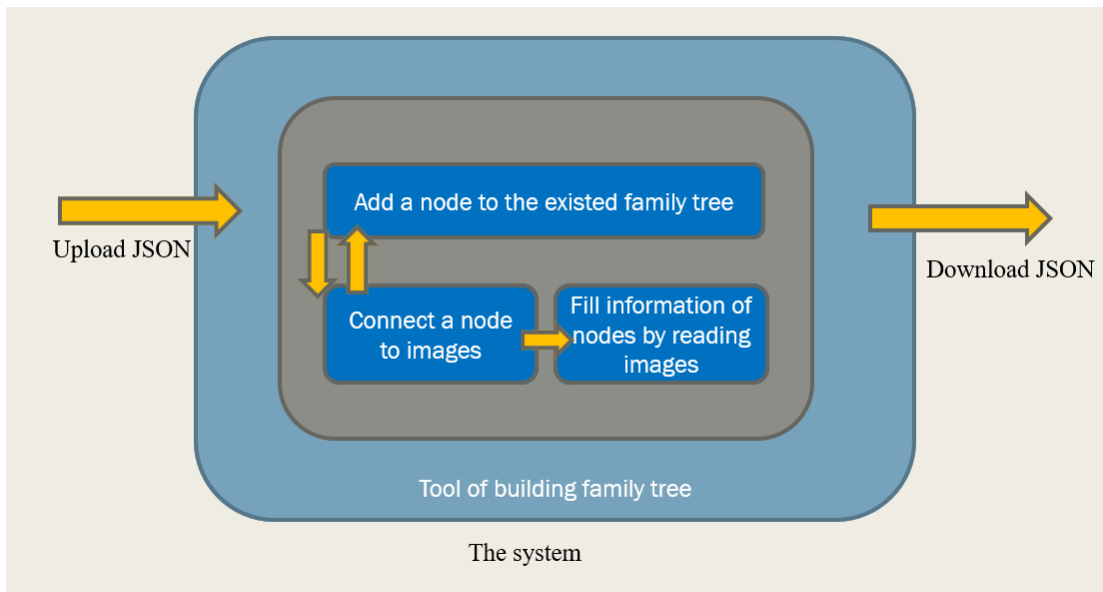 Add a node to the existed family tree
Upload JSON
Download JSON
Connect a node
to images
Fill information of
nodes by reading
images
Tool of building family tree
The system